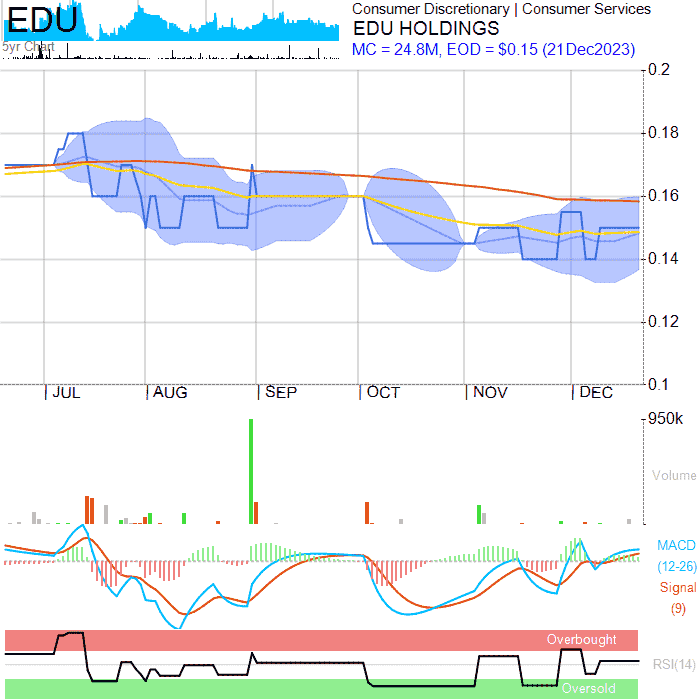 EDU
5yr Chart
Consumer Discretionary | Consumer Services
EDU HOLDINGS
MC = 24.8M, EOD = $0.15 (21Dec2023)
0.2
0.18
0.16
0.14
0.12
0.1
JUL AUG SEP OCT NOV DEC
950k
Volume
MACD
(12-26)
Signal
(9)
Overbought
RSI(14)
Oversold